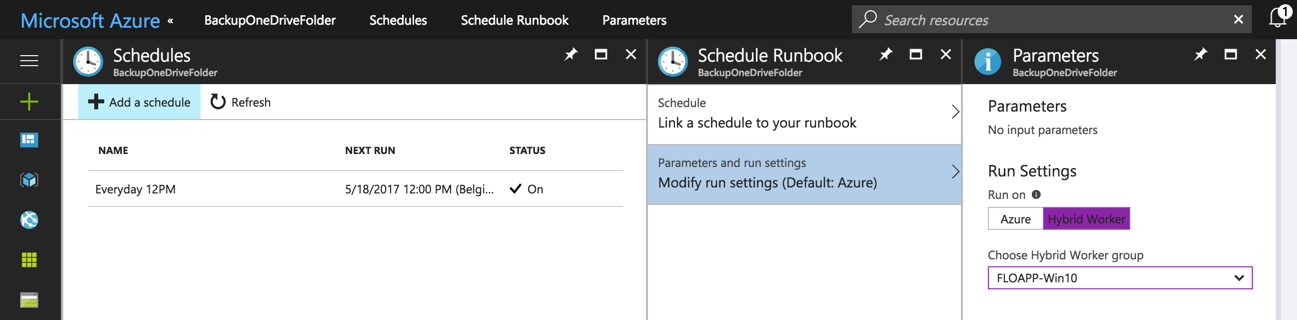 Microsoft Azure « BackupOneDriveFolder Schedules Schedule Runbook Parameters Search resources 1
Schedules
BackupOneDriveFolder
Add a schedule Refresh
NAME NEXT RUN STATUS
Everyday 12PM 5/18/2017 12:00 PM (Belgi... On
Schedule Runbook
BackupOneDriveFolder
Schedule
Link a schedule to your runbook
Parameters and run settings
Modify run settings (Default: Azure)
Parameters
BackupOneDriveFolder
Parameters
No input parameters
Run Settings
Run on
Azure Hybrid Worker
Choose Hybrid Worker group
FLOAPP-Win10